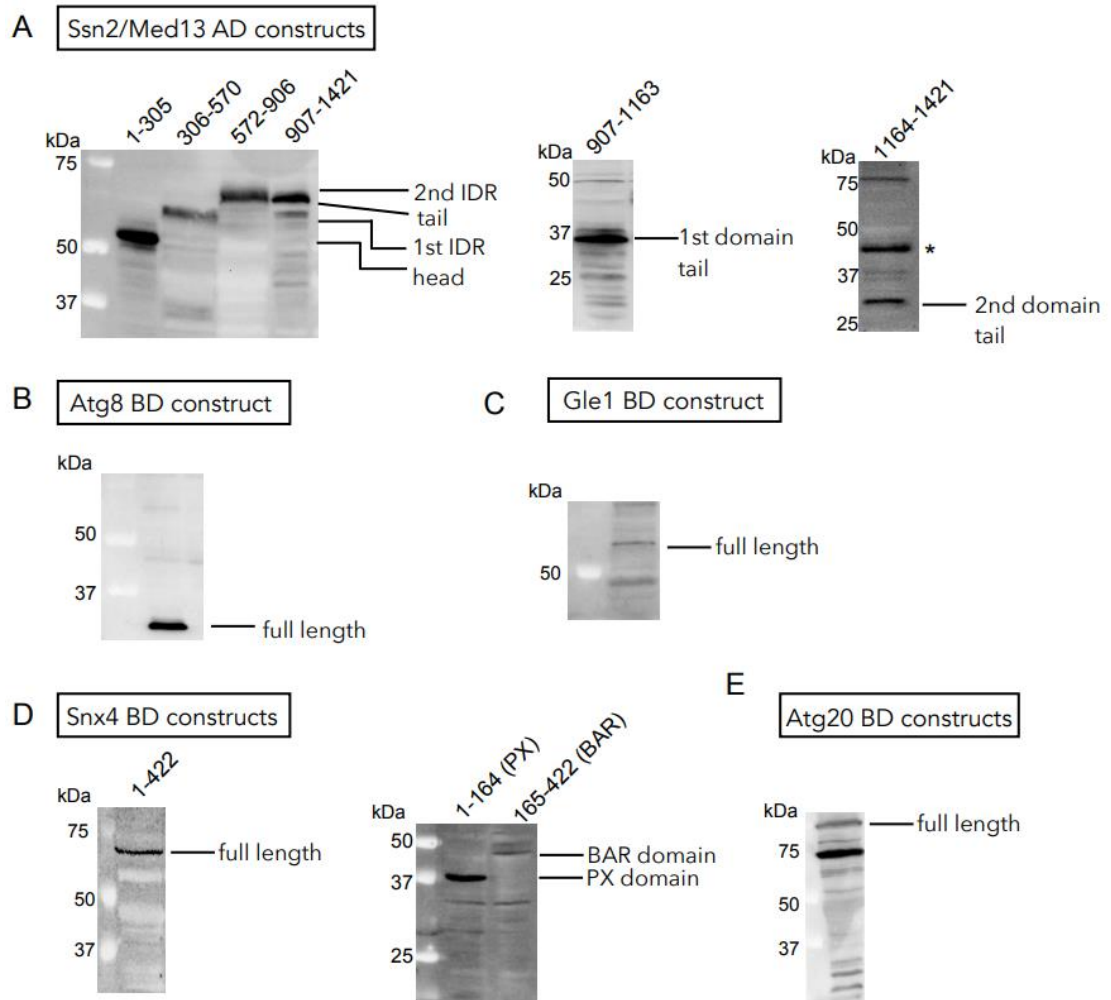 A
Ssn2/Med13 AD constructs
1-305
306-570
572-906
907-1421
kDa
75
50
37
2nd IDR
tail
1st IDR
head
907-1163
kDa
50
37
25
1st domain
tail
1164-1421
kDa
75
50
37
25
*
2nd domain
tail
B
Atg8 BD construct
kDa
50
37
full length
C
Gle1 BD construct
kDa
50
full length
D
Snx4 BD constructs
1-422
kDa
75
50
37
full length
1-164 (PX)
165-422 (BAR)
kDa
50
37
25
BAR domain
PX domain
E
Atg20 BD constructs
kDa
75
50
37
full length